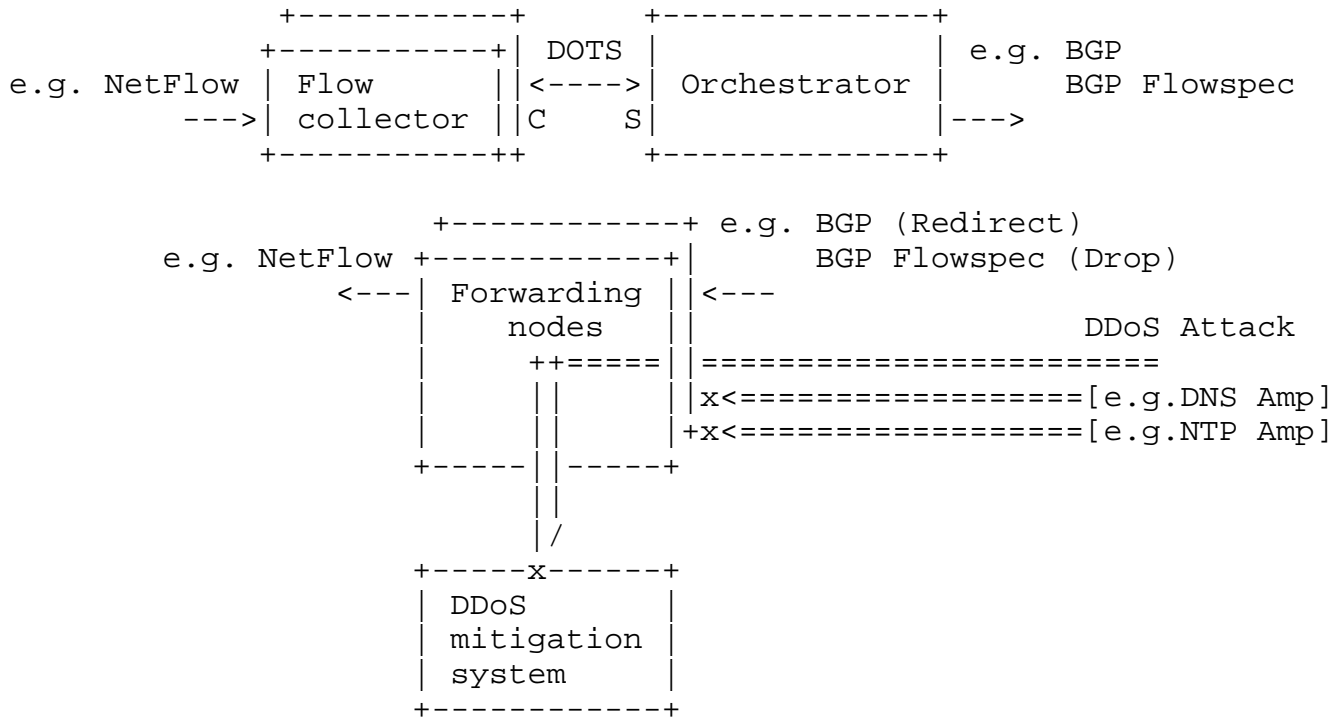 DOTS
e.g. BGP
e.g. NetFlow Flow <----> Orchestrator BGP Flowspec
---> collector C S --->
e.g. BGP (Redirect)
e.g. NetFlow BGP Flowspec (Drop)
<--- Forwarding <---
nodes DDoS Attack
x<==================[e.g.DNS Amp]
x<==================[e.g.NTP Amp]
x
DDoS
mitigation
system